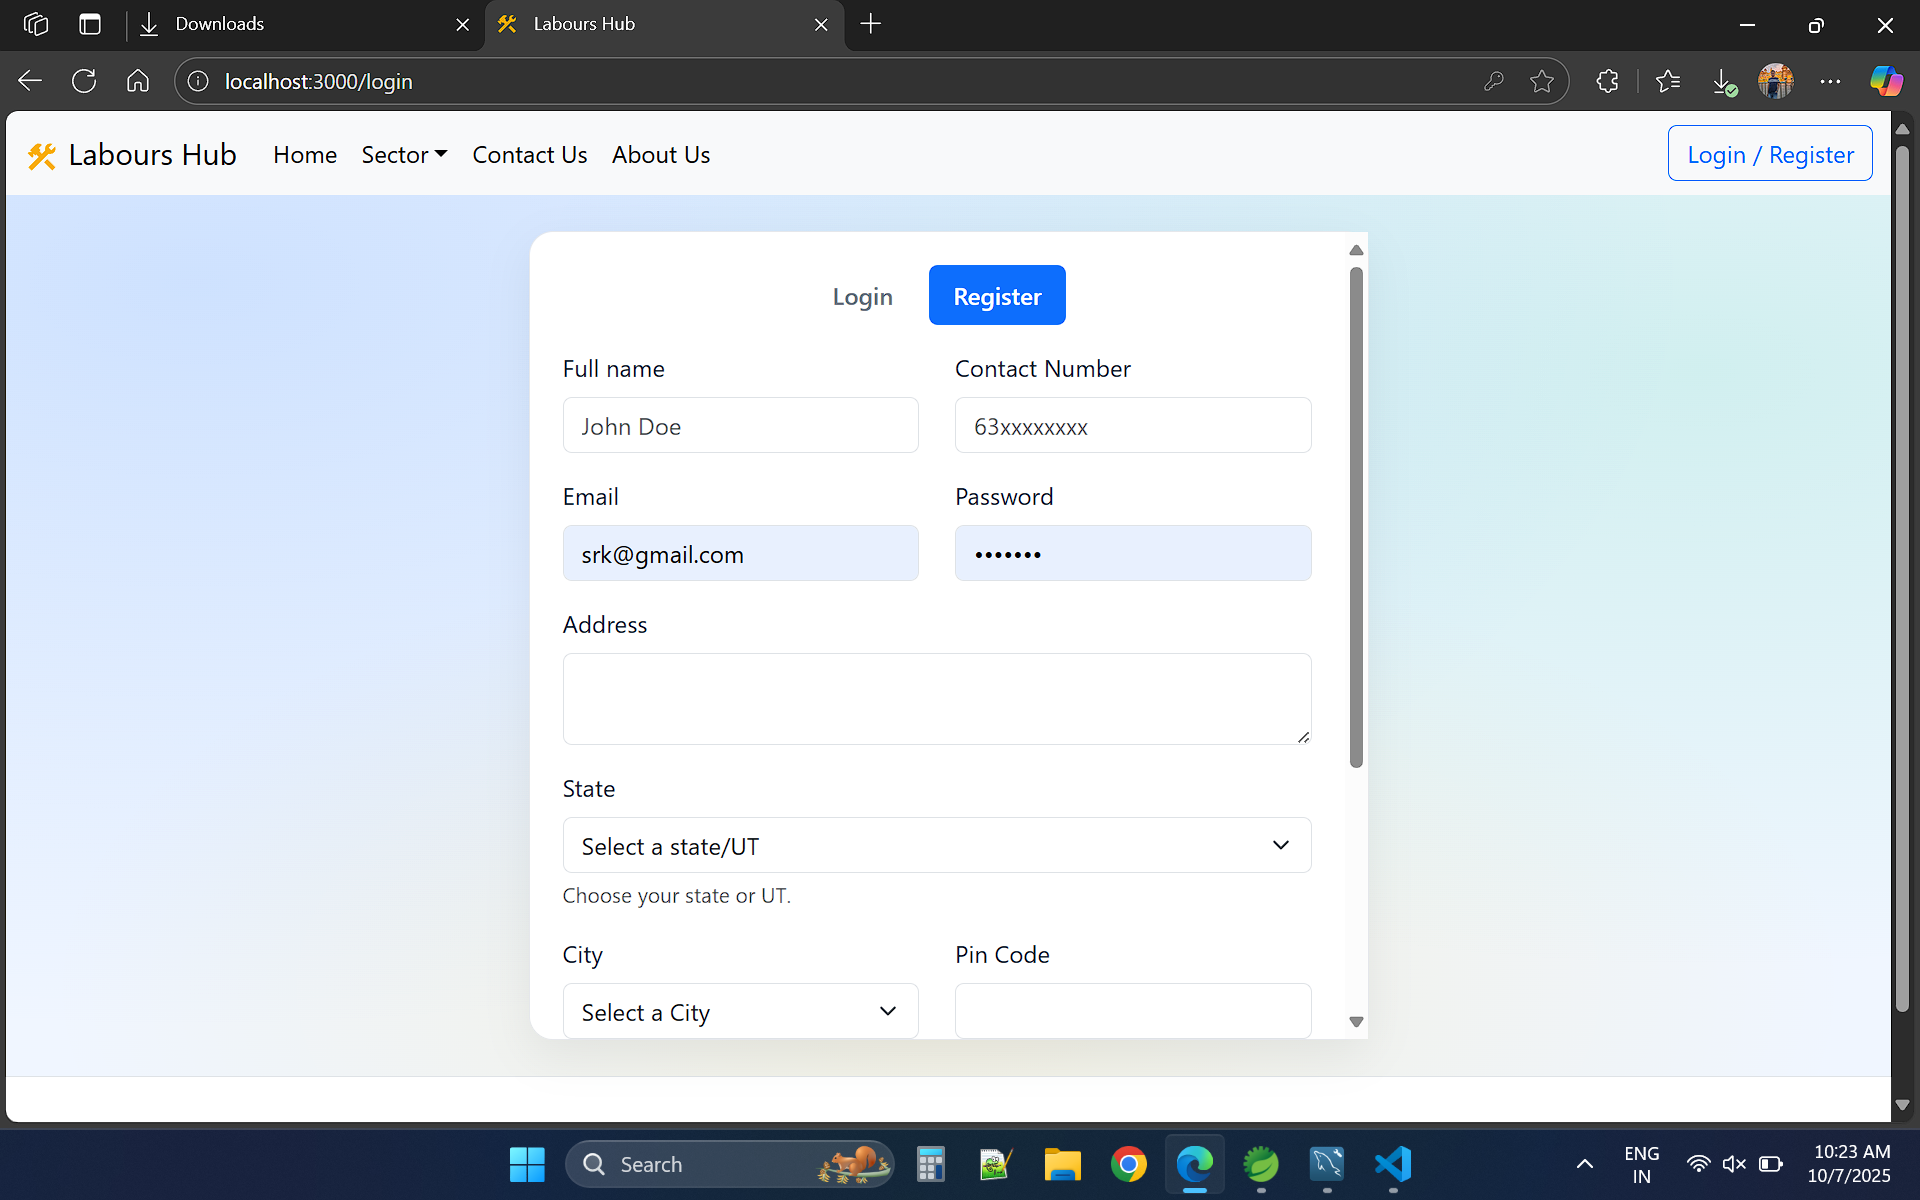 Downloads
Labours Hub
localhost:3000/login
Labours Hub
Home
Sector
Contact Us
About Us
Login / Register
Login
Register
Full name
Contact Number
John Doe
63xxxxxxxx
Email
Password
srk@gmail.com
•••••••
Address
State
Select a state/UT
Choose your state or UT.
City
Pin Code
Select a City
Search
ENG
IN
10:23 AM
10/7/2025